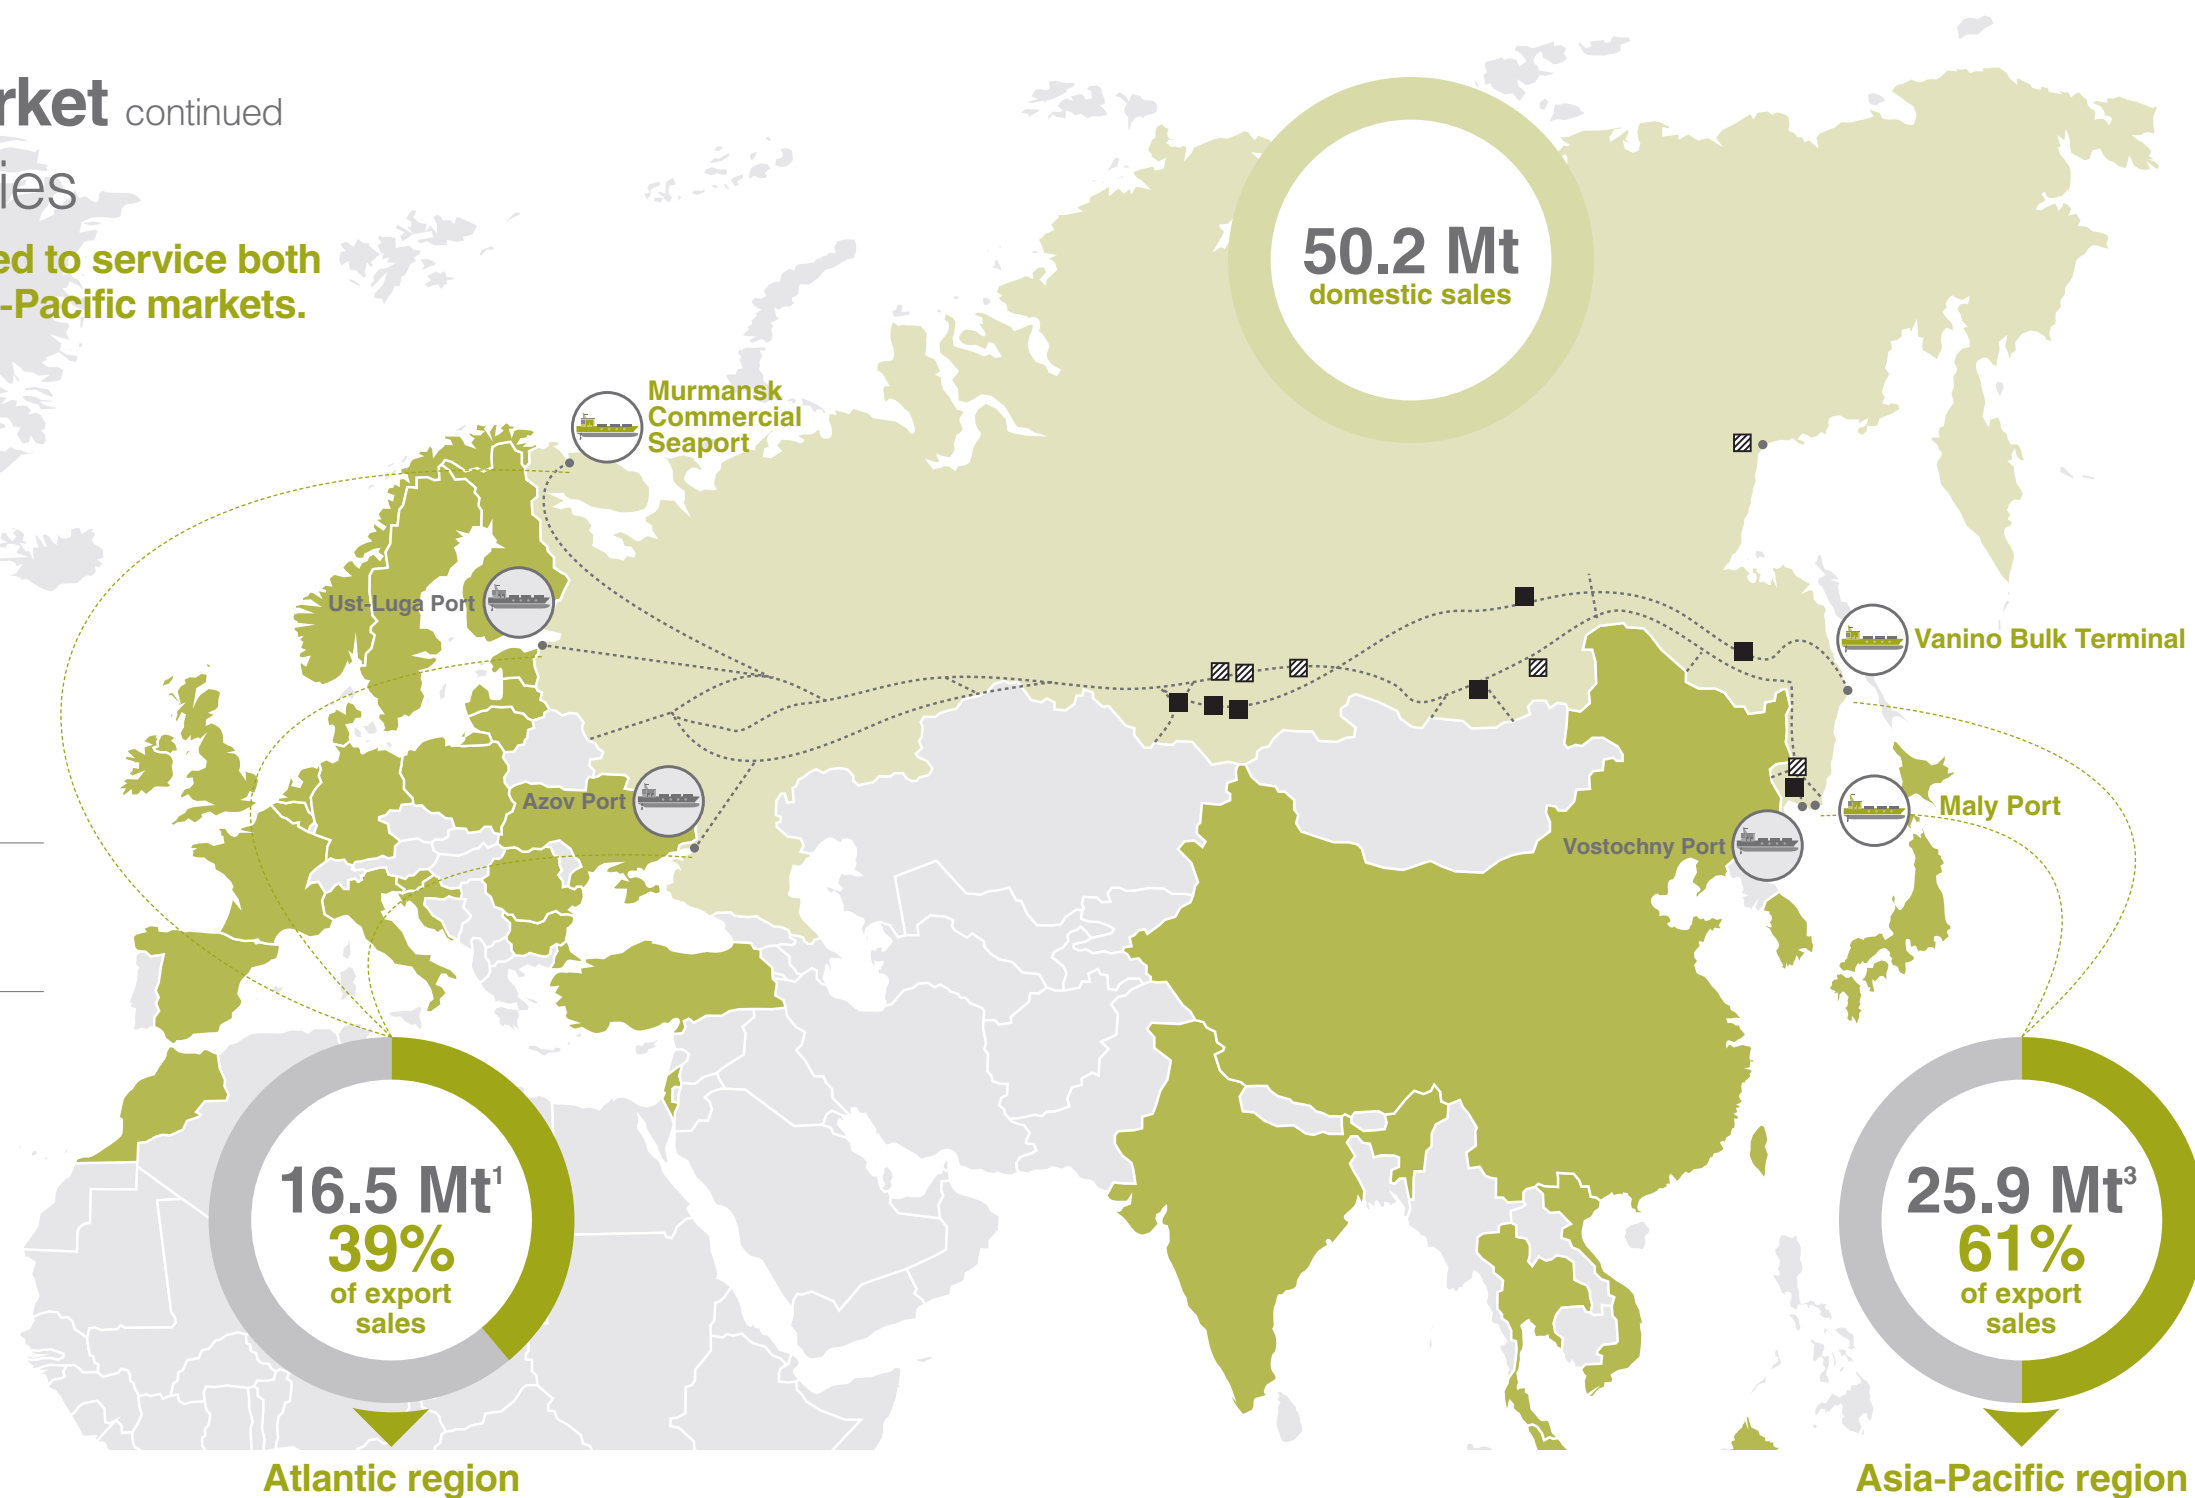 rket continued
ies
ed to service both
-Pacific markets.
50.2 Mt
domestic sales
Murmansk
Commercial
Seaport
Ust-Luga Port
Vanino Bulk Terminal
Azov Port
Maly Port
Vostochny Port
16.5 Mt¹
39%
of export
sales
25.9 Mt³
61%
of export
sales
Atlantic region
Asia-Pacific region